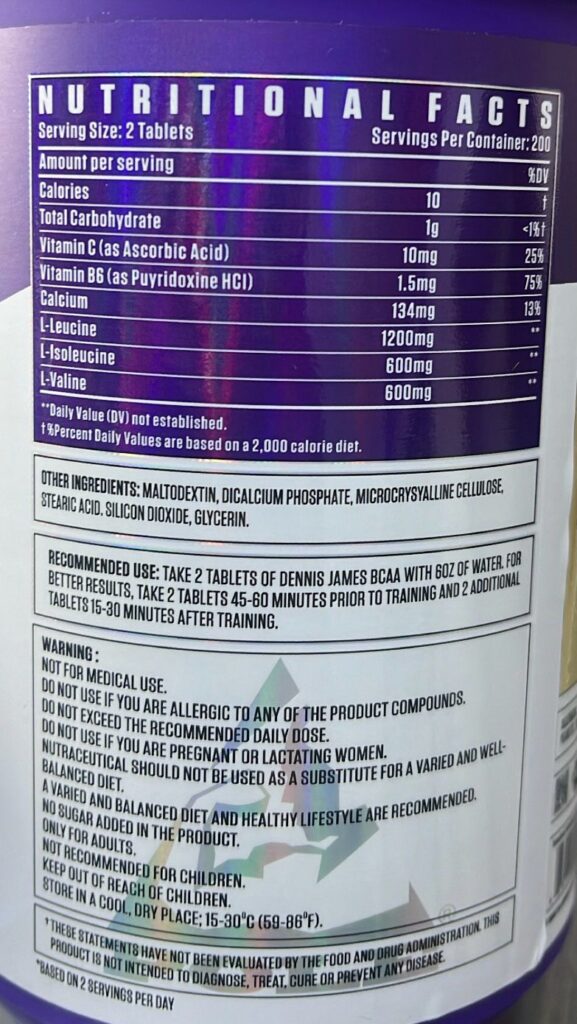 NUTRITIONAL FACTS
Serving Size: 2 Tablets Servings Per Container: 200
Amount per serving %DV
Calories 10 †
Total Carbohydrate 1g <1%†
Vitamin C (as Ascorbic Acid) 10mg 25%
Vitamin B6 (as Puyridoxine HCI) 1.5mg 75%
Calcium 134mg 13%
L-Leucine 1200mg **
L-Isoleucine 600mg **
L-Valine 600mg **
**Daily Value (DV) not established.
†%Percent Daily Values are based on a 2,000 calorie diet.
OTHER INGREDIENTS: MALTODEXTIN, DICALCIUM PHOSPHATE, MICROCRYSYALLINE CELLULOSE,
STEARIC ACID. SILICON DIOXIDE, GLYCERIN.
RECOMMENDED USE: TAKE 2 TABLETS OF DENNIS JAMES BCAA WITH 6OZ OF WATER. FOR
BETTER RESULTS, TAKE 2 TABLETS 45-60 MINUTES PRIOR TO TRAINING AND 2 ADDITIONAL
TABLETS 15-30 MINUTES AFTER TRAINING.
WARNING:
NOT FOR MEDICAL USE.
DO NOT USE IF YOU ARE ALLERGIC TO ANY OF THE PRODUCT COMPOUNDS.
DO NOT EXCEED THE RECOMMENDED DAILY DOSE.
DO NOT USE IF YOU ARE PREGNANT OR LACTATING WOMEN.
NUTRACEUTICAL SHOULD NOT BE USED AS A SUBSTITUTE FOR A VARIED AND WELL-
BALANCED DIET.
A VARIED AND BALANCED DIET AND HEALTHY LIFESTYLE ARE RECOMMENDED.
NO SUGAR ADDED IN THE PRODUCT.
ONLY FOR ADULTS.
NOT RECOMMENDED FOR CHILDREN.
KEEP OUT OF REACH OF CHILDREN.
STORE IN A COOL, DRY PLACE; 15-30°C (59-86°F).
†THESE STATEMENTS HAVE NOT BEEN EVALUATED BY THE FOOD AND DRUG ADMINISTRATION. THIS
PRODUCT IS NOT INTENDED TO DIAGNOSE, TREAT, CURE OR PREVENT ANY DISEASE.
*BASED ON 2 SERVINGS PER DAY